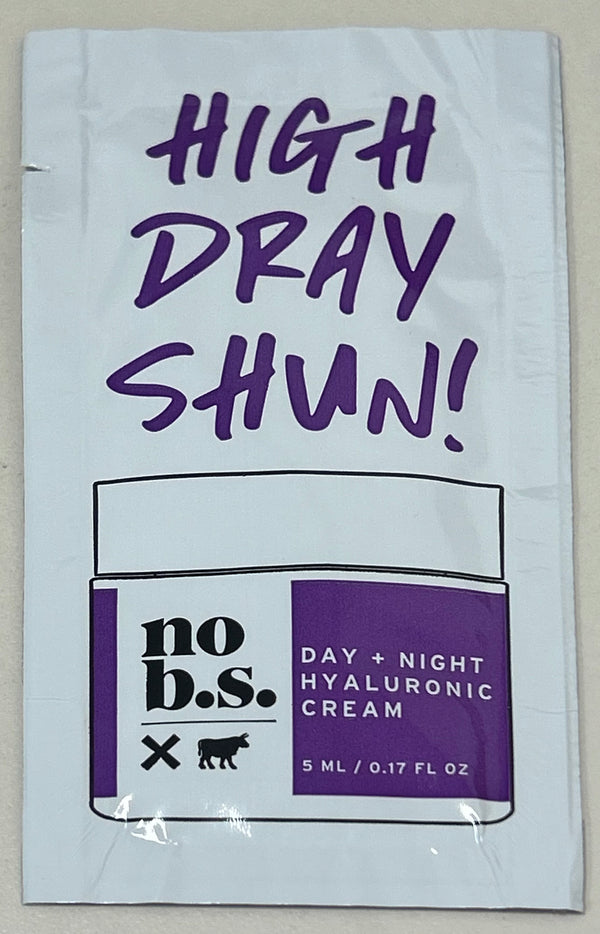 HIGH
DRAY
SHUN!
no
b.s.
DAY + NIGHT
HYALURONIC
CREAM
5 ML / 0.17 FL OZ